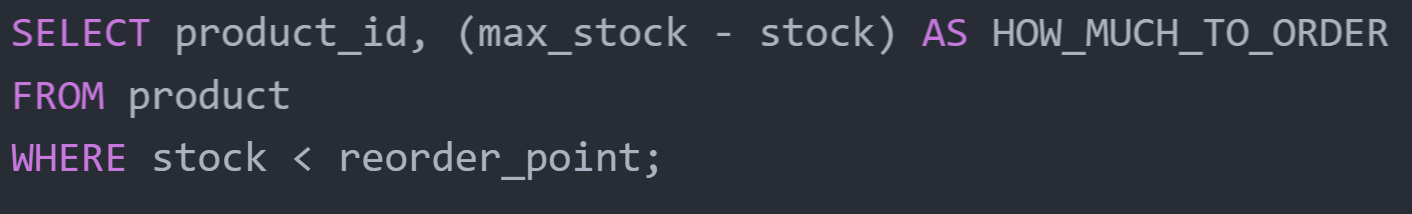 SELECT product_id, (max_stock - stock) AS HOW_MUCH_TO_ORDER
FROM product
WHERE stock < reorder_point;